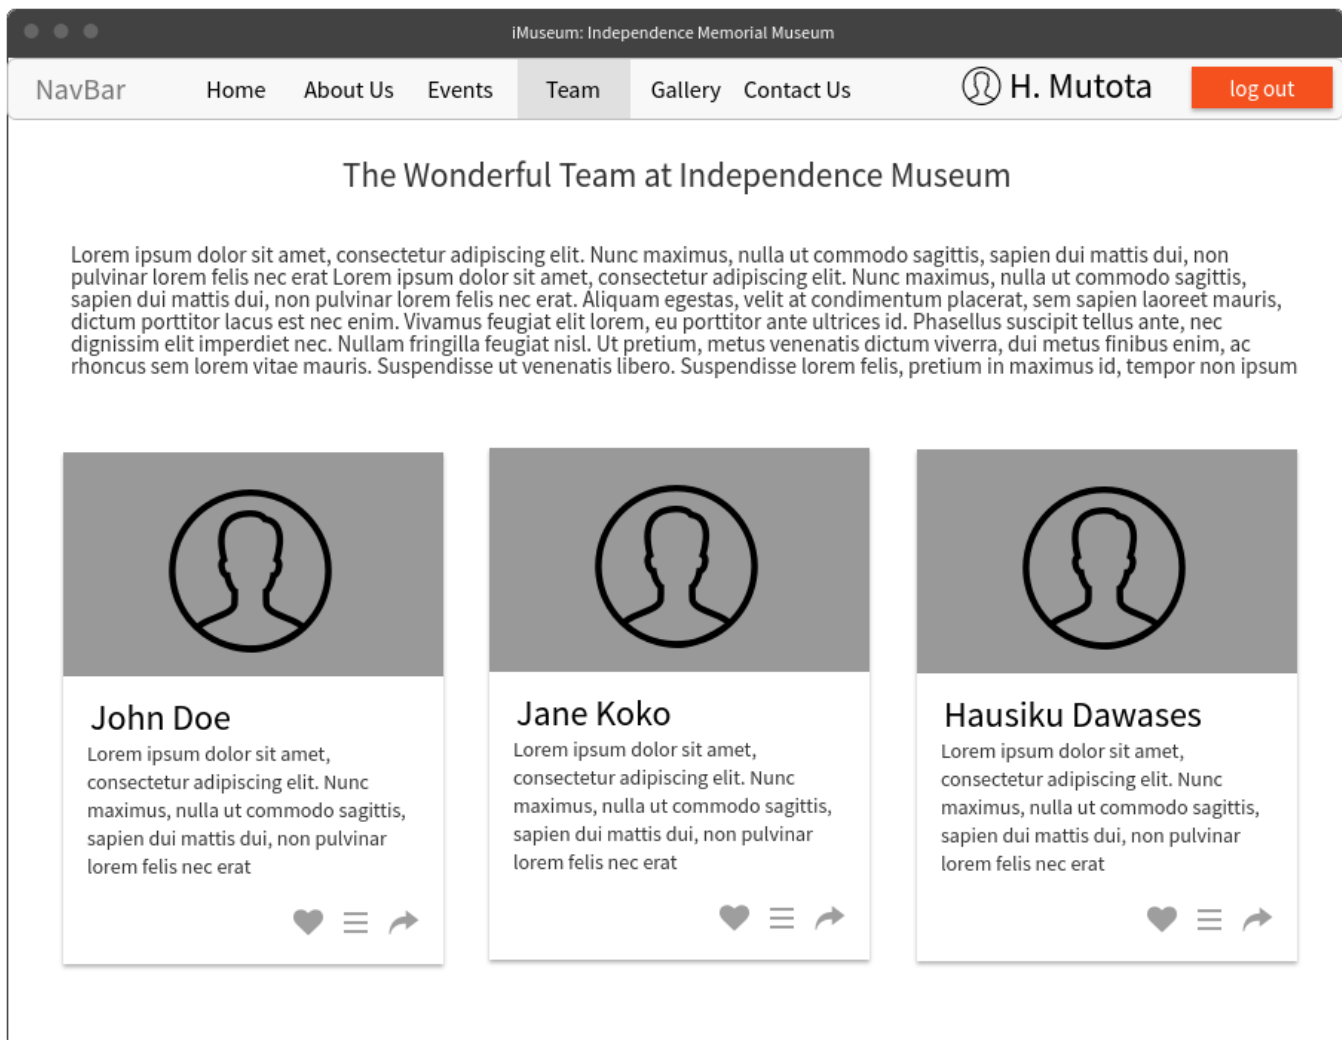 iMuseum: Independence Memorial Museum
NavBar Home About Us Events Team Gallery Contact Us H. Mutota log out
The Wonderful Team at Independence Museum
Lorem ipsum dolor sit amet, consectetur adipiscing elit. Nunc maximus, nulla ut commodo sagittis, sapien dui mattis dui, non
pulvinar lorem felis nec erat Lorem ipsum dolor sit amet, consectetur adipiscing elit. Nunc maximus, nulla ut commodo sagittis,
sapien dui mattis dui, non pulvinar lorem felis nec erat. Aliquam egestas, velit at condimentum placerat, sem sapien laoreet mauris,
dictum porttitor lacus est nec enim. Vivamus feugiat elit lorem, eu porttitor ante ultrices id. Phasellus suscipit tellus ante, nec
dignissim elit imperdiet nec. Nullam fringilla feugiat nisl. Ut pretium, metus venenatis dictum viverra, dui metus finibus enim, ac
rhoncus sem lorem vitae mauris. Suspendisse ut venenatis libero. Suspendisse lorem felis, pretium in maximus id, tempor non ipsum
John Doe
Lorem ipsum dolor sit amet,
consectetur adipiscing elit. Nunc
maximus, nulla ut commodo sagittis,
sapien dui mattis dui, non pulvinar
lorem felis nec erat
Jane Koko
Lorem ipsum dolor sit amet,
consectetur adipiscing elit. Nunc
maximus, nulla ut commodo sagittis,
sapien dui mattis dui, non pulvinar
lorem felis nec erat
Hausiku Dawases
Lorem ipsum dolor sit amet,
consectetur adipiscing elit. Nunc
maximus, nulla ut commodo sagittis,
sapien dui mattis dui, non pulvinar
lorem felis nec erat